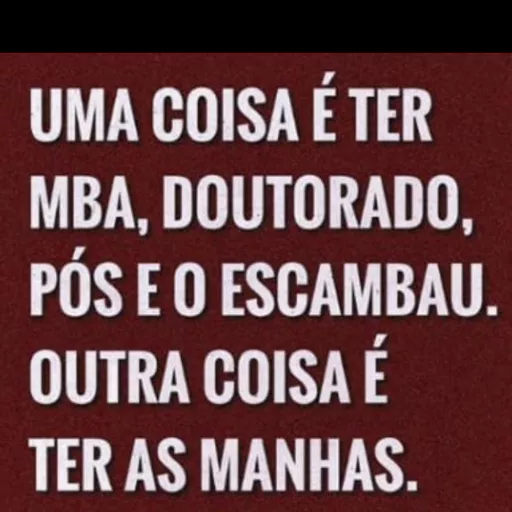 UMA COISA É TER
MBA, DOUTORADO,
PÓS E O ESCAMBAU.
OUTRA COISA É
TER AS MANHAS.